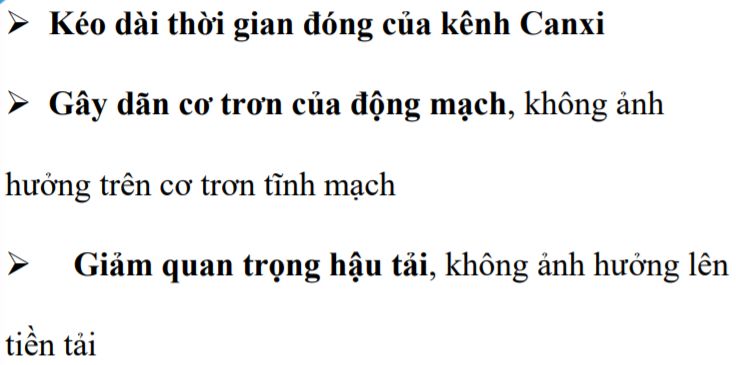 ➢ Kéo dài thời gian đóng của kênh Canxi
➢ Gây dãn cơ trơn của động mạch, không ảnh
hưởng trên cơ trơn tĩnh mạch
➢ Giảm quan trọng hậu tải, không ảnh hưởng lên
tiền tải